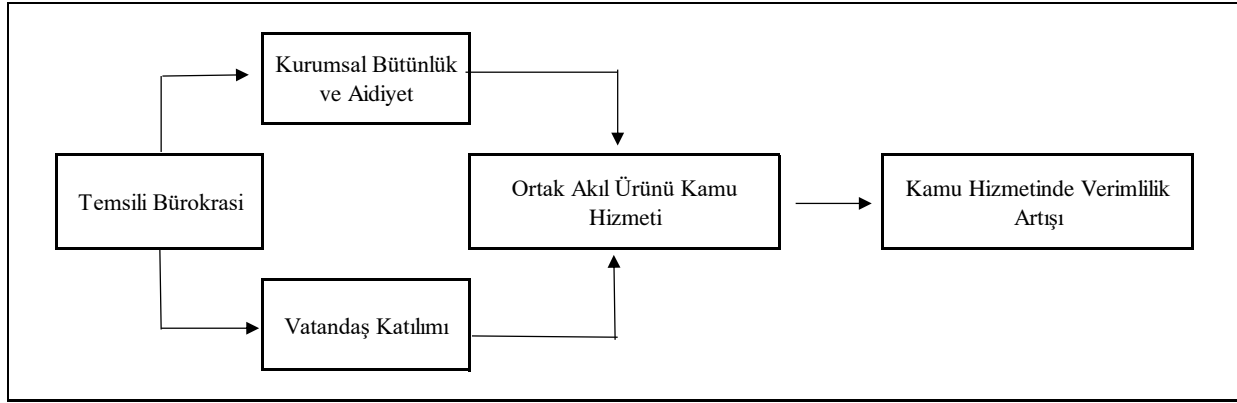 Kurumsal Bütünlük
ve Aidiyet
Temsili Bürokrasi
Ortak Akıl Ürünü Kamu
Hizmeti
Kamu Hizmetinde Verimlilik
Artışı
Vatandaş Katılımı